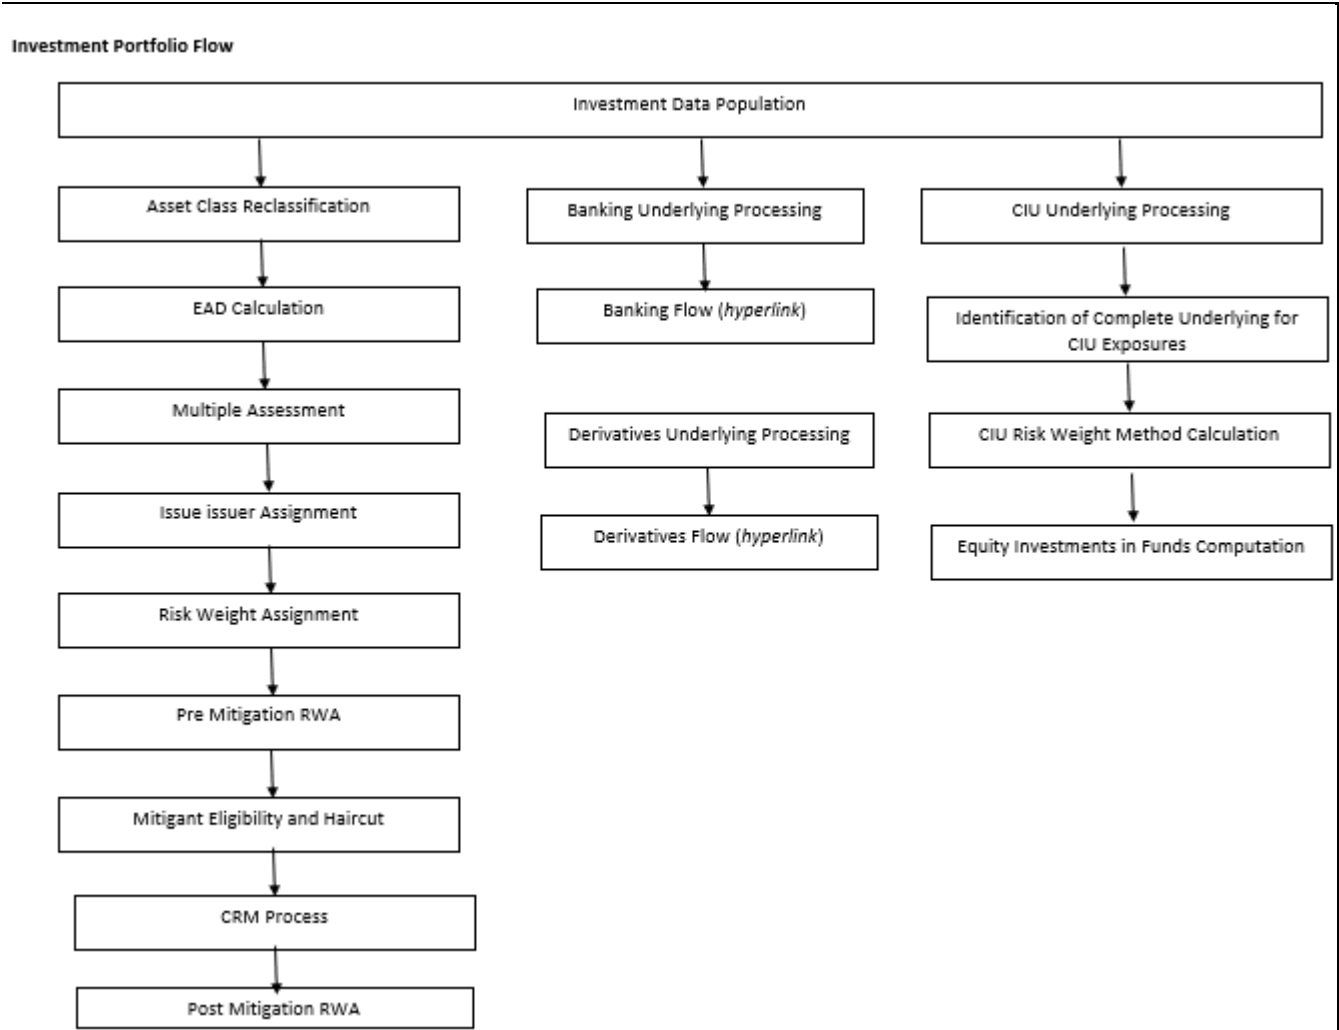 Investment Portfolio Flow
Investment Data Population
Asset Class Reclassification
EAD Calculation
Multiple Assessment
Issue issuer Assignment
Risk Weight Assignment
Pre Mitigation RWA
Mitigant Eligibility and Haircut
CRM Process
Post Mitigation RWA
Banking Underlying Processing
Banking Flow (hyperlink)
Derivatives Underlying Processing
Derivatives Flow (hyperlink)
CIU Underlying Processing
Identification of Complete Underlying for
CIU Exposures
CIU Risk Weight Method Calculation
Equity Investments in Funds Computation